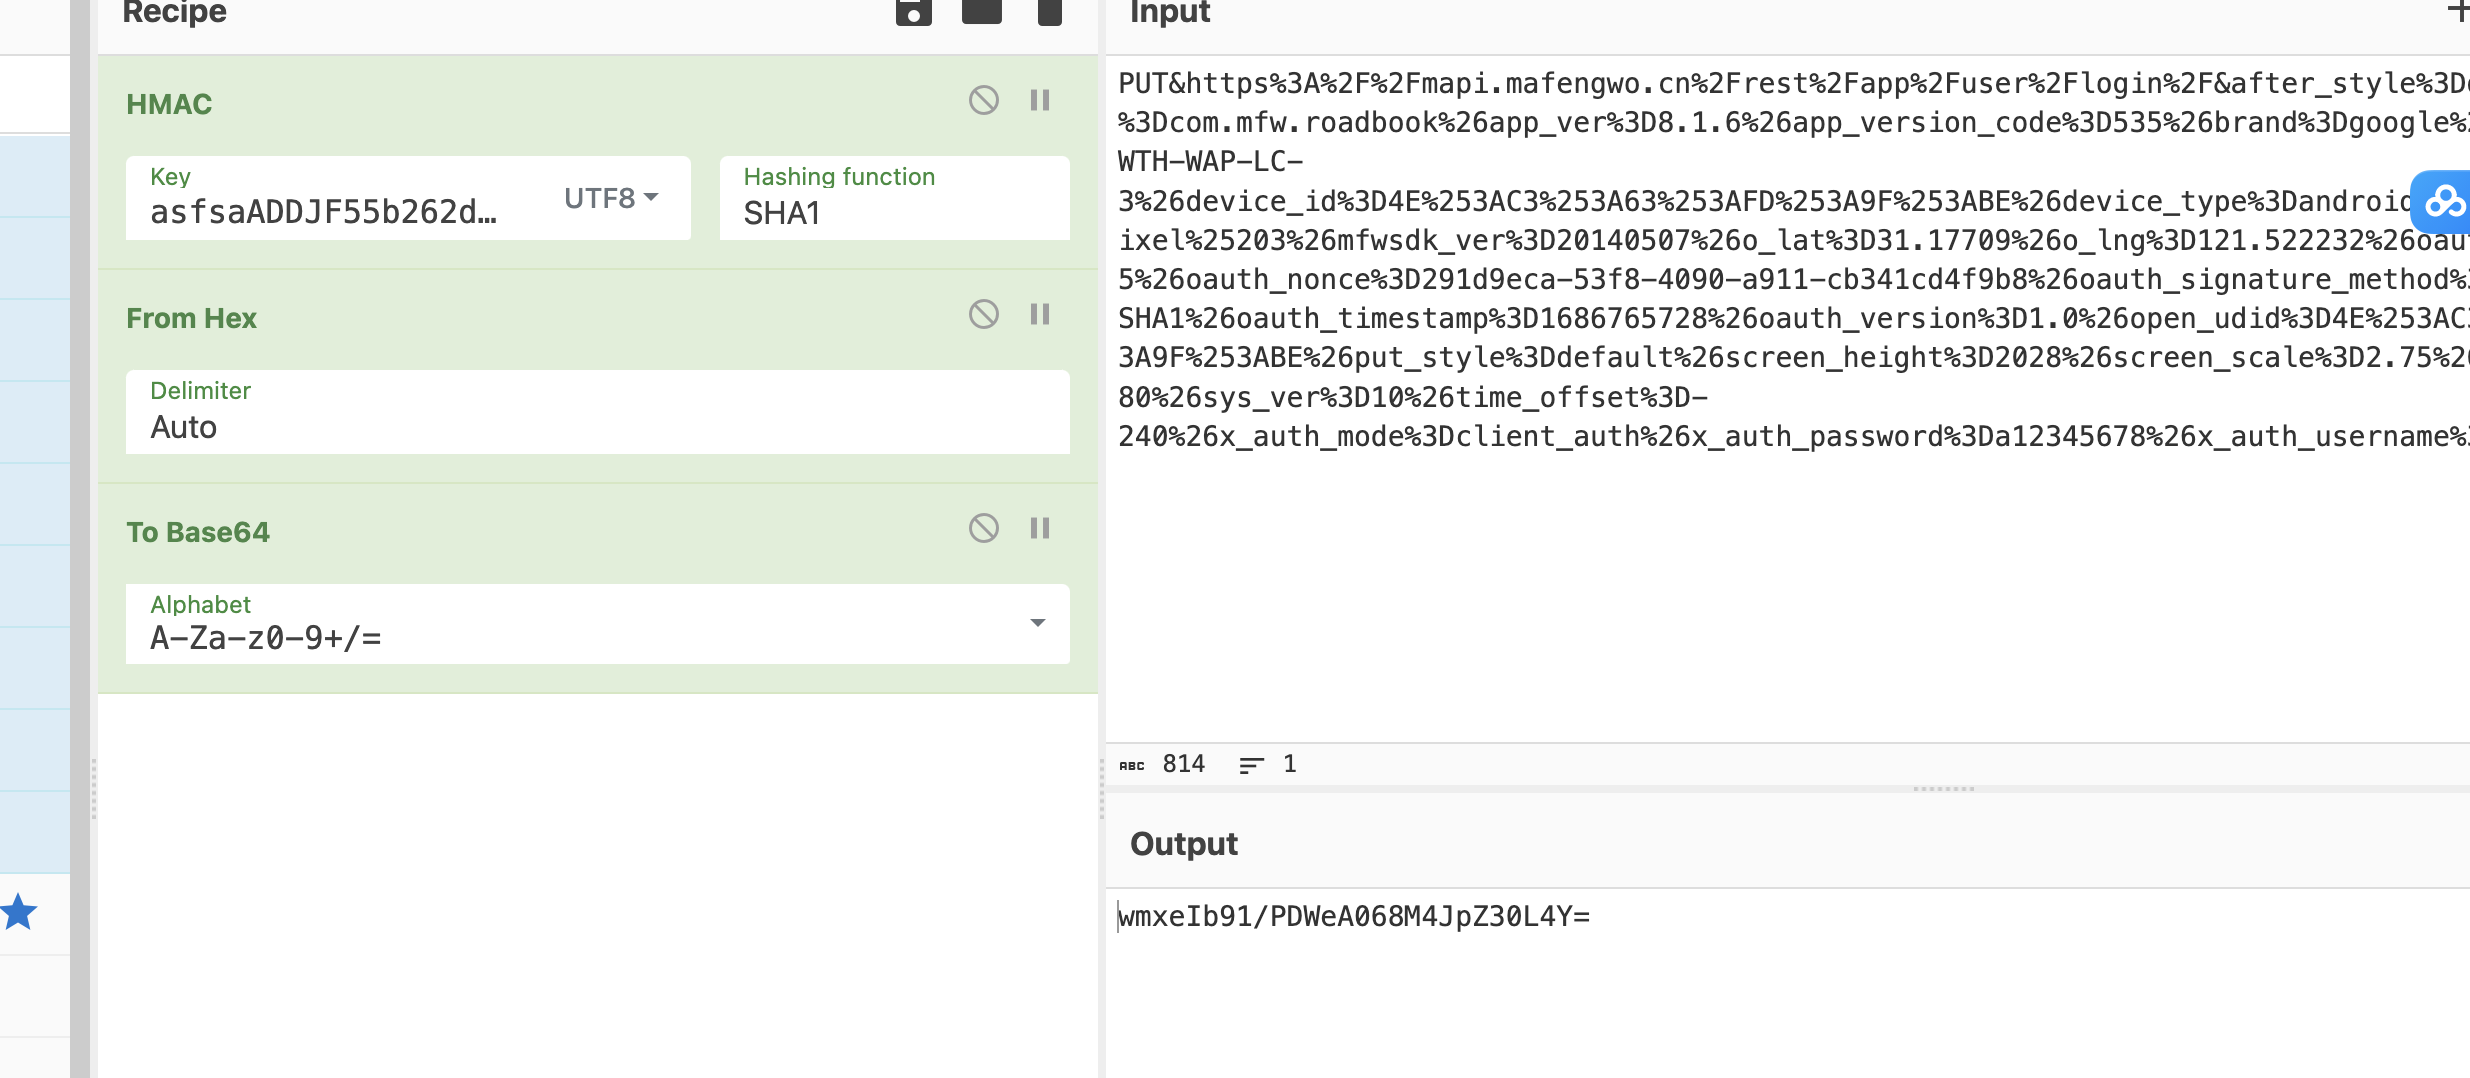 Recipe
HMAC
Key
asfsaADDJF55b262d…
UTF8
Hashing function
SHA1
From Hex
Delimiter
Auto
To Base64
Alphabet
A-Za-z0-9+/=
Input
PUT&https%3A%2F%2Fmapi.mafengwo.cn%2Frest%2Fapp%2Fuser%2Flogin%2F&after_style%3D
%3Dcom.mfw.roadbook%26app_ver%3D8.1.6%26app_version_code%3D535%26brand%3Dgoogle%
WTH-WAP-LC-
3%26device_id%3D4E%253AC3%253A63%253AFD%253A9F%253ABE%26device_type%3Dandroid
ixel%25203%26mfwsdk_ver%3D20140507%26o_lat%3D31.17709%26o_lng%3D121.522232%26oau
5%26oauth_nonce%3D291d9eca-53f8-4090-a911-cb341cd4f9b8%26oauth_signature_method%
SHA1%26oauth_timestamp%3D1686765728%26oauth_version%3D1.0%26open_udid%3D4E%253AC
3A9F%253ABE%26put_style%3Ddefault%26screen_height%3D2028%26screen_scale%3D2.75%2
80%26sys_ver%3D10%26time_offset%3D-
240%26x_auth_mode%3Dclient_auth%26x_auth_password%3Da12345678%26x_auth_username%
ABC 814 1
Output
wmxeIb91/PDWeA068M4JpZ30L4Y=